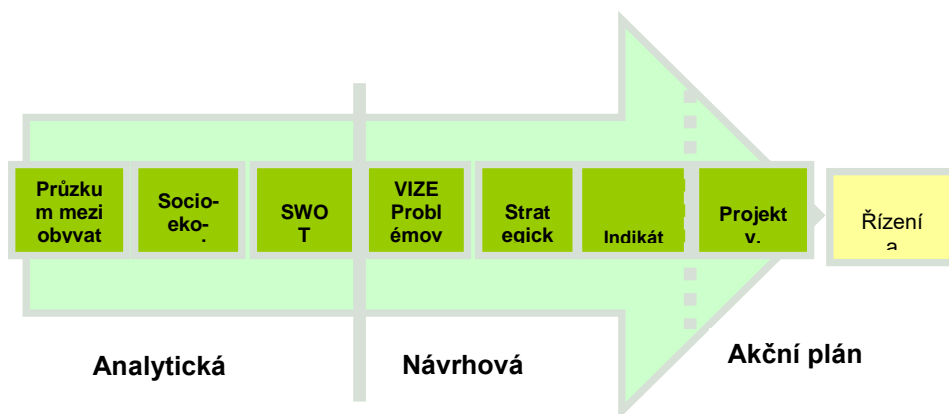 Průzku
m mezi
obyvat
Socio-
eko-
SWO
T
VIZE
Probl
émov
Strat
egick
Indikát
Projekt
y,
Řízení
a
Analytická
Návrhová
Akční plán